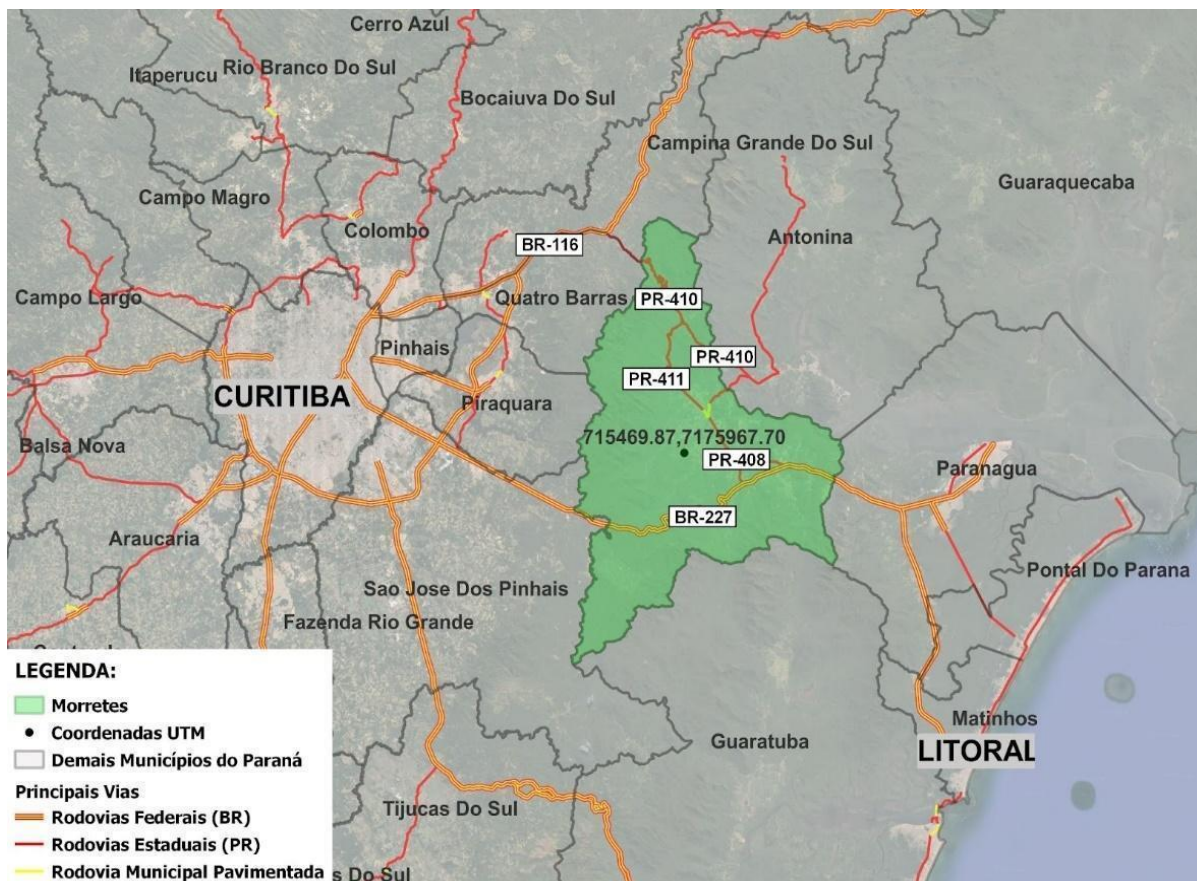 Cerro Azul
Rio Branco Do Sul
Itaperucu
Bocaiuva Do Sul
Campina Grande Do Sul
Guaraquecaba
Campo Magro
Colombo
Antonina
BR-116
Campo Largo
Quatro Barras
PR-410
Pinhais
PR-410
PR-411
CURITIBA
Piraquara
Balsa Nova
715469.87,7175967.70
PR-408
Paranagua
BR-227
Araucaria
Pontal Do Parana
Sao Jose Dos Pinhais
Fazenda Rio Grande
Matinhos
Guaratuba
LITORAL
Tijucas Do Sul
s Do Sul
LEGENDA:
Morretes
Coordenadas UTM
Demais Municípios do Paraná
Principais Vias
Rodovias Federais (BR)
Rodovias Estaduais (PR)
Rodovia Municipal Pavimentada